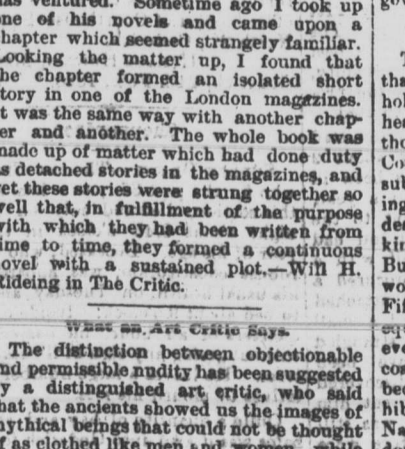 has ventured. Sometime ago I took up
one of his novels and came upon a
chapter which seemed strangely familiar.
Looking the matter up, I found that
the chapter formed an isolated short
story in one of the London magazines.
It was the same way with another chap-
ter and another. The whole book was
made up of matter which had done duty
as detached stories in the magazines, and
yet these stories were strung together so
well that, in fulfillment of the purpose
with which they had been written from
time to time, they formed a continuous
novel with a sustained plot.—Will H.
Rideing in The Critic.
What an Art Critic Says.
The distinction between objectionable
and permissible nudity has been suggested
by a distinguished art critic, who said
that the ancients showed us the images of
mythical beings that could not be thought
of as clothed like men and women, while